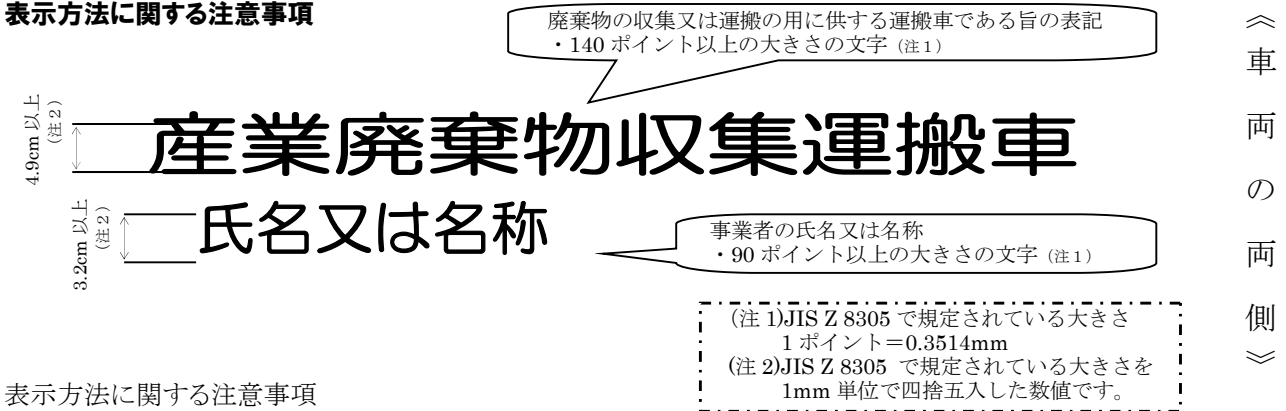 表示方法に関する注意事項
廃棄物の収集又は運搬の用に供する運搬車である旨の表記
・140 ポイント以上の大きさの文字（注１）
4.9cm 以上
（注２）
産業廃棄物収集運搬車
3.2cm 以上
（注２）
氏名又は名称
事業者の氏名又は名称
・90 ポイント以上の大きさの文字（注１）
(注 1)JIS Z 8305 で規定されている大きさ
1 ポイント＝0.3514mm
(注 2)JIS Z 8305 で規定されている大きさを
1mm 単位で四捨五入した数値です。
≪車両の両側≫
表示方法に関する注意事項